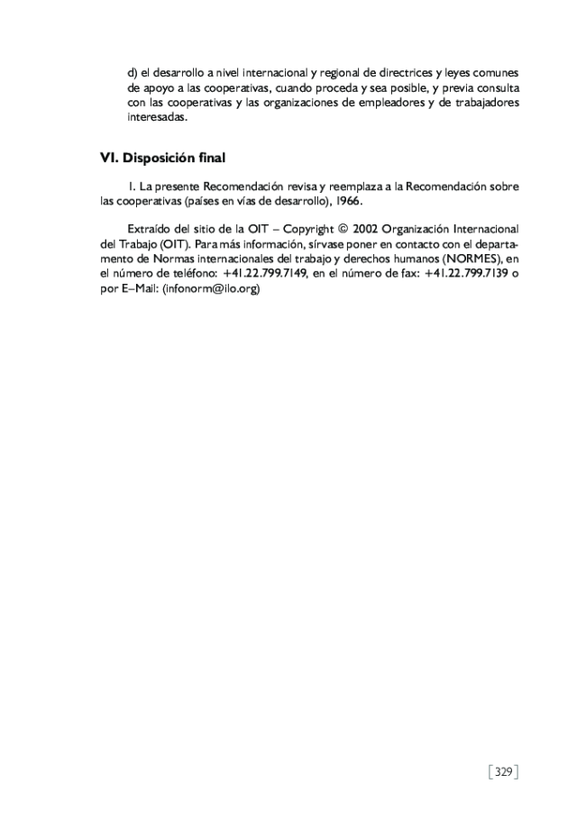 d) el desarrollo a nivel internacional y regional de directrices y leyes comunes
de apoyo a las cooperativas, cuando proceda y sea posible, y previa consulta
con las cooperativas y las organizaciones de empleadores y de trabajadores
interesadas.
VI. Disposición final
1. La presente Recomendación revisa y reemplaza a la Recomendación sobre
las cooperativas (países en vías de desarrollo), 1966.
Extraído del sitio de la OIT – Copyright © 2002 Organización Internacional
del Trabajo (OIT). Para más información, sírvase poner en contacto con el departa-
mento de Normas internacionales del trabajo y derechos humanos (NORMES), en
el número de teléfono: +41.22.799.7149, en el número de fax: +41.22.799.7139 o
por E–Mail: (infonorm@ilo.org)
[329]